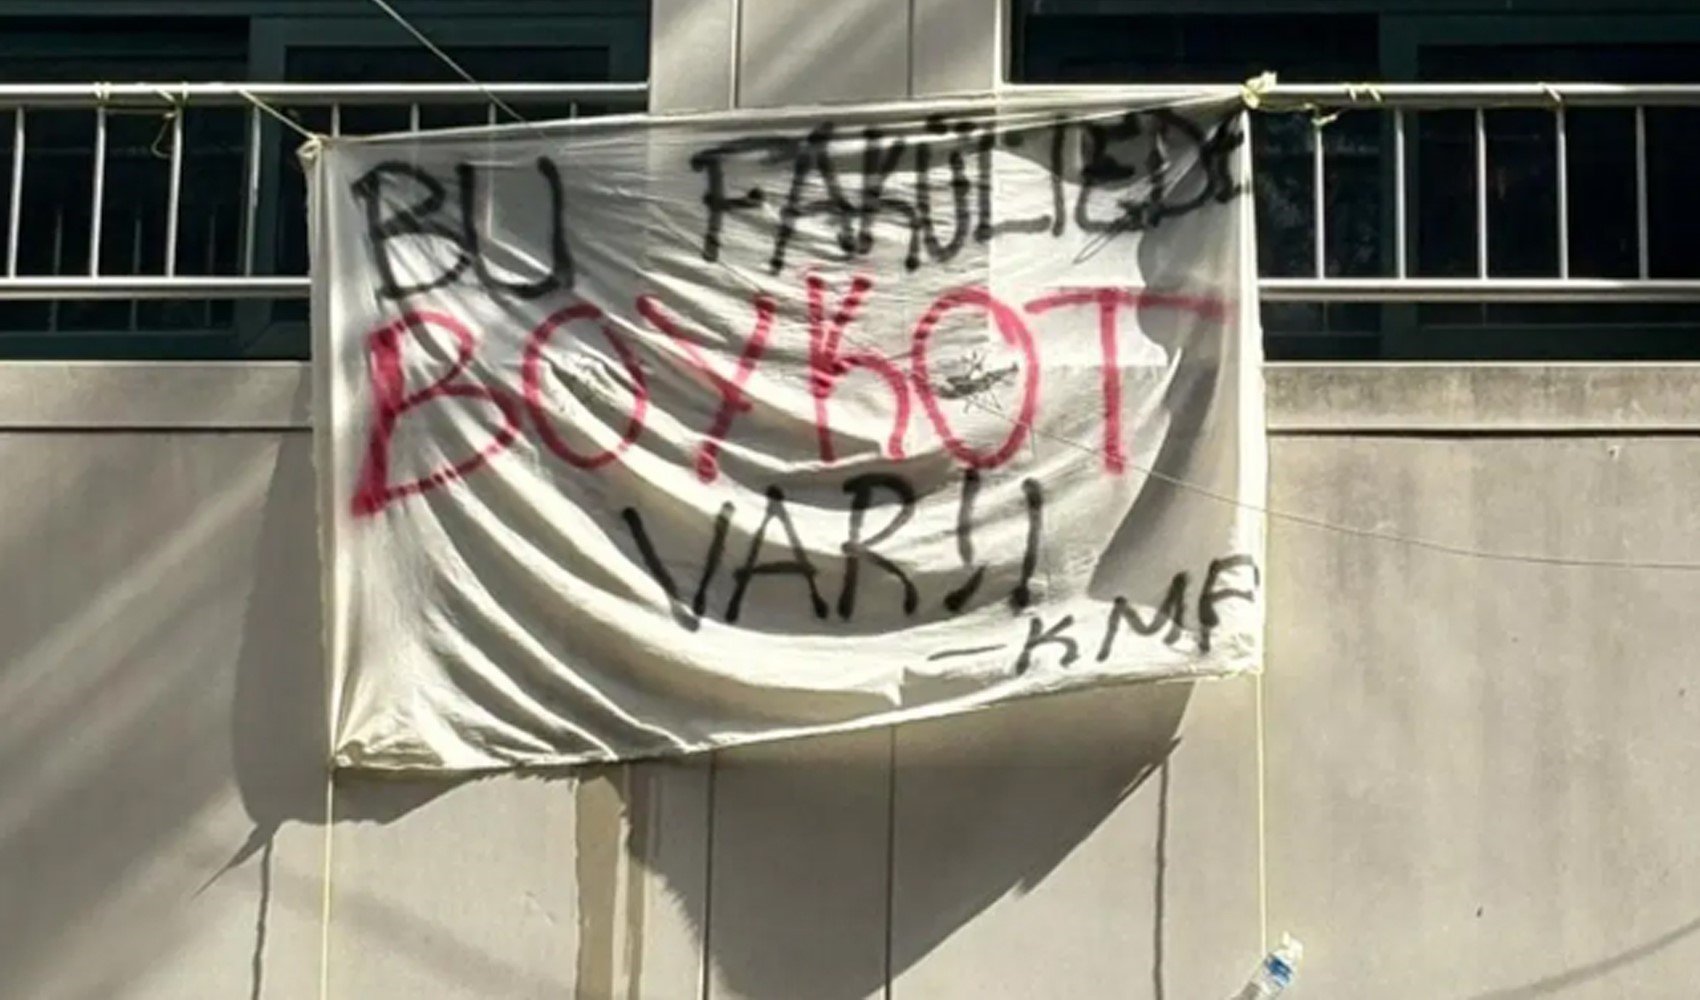 BU FAKÜLTEDE
BOYKOT
VAR!!
-KMF